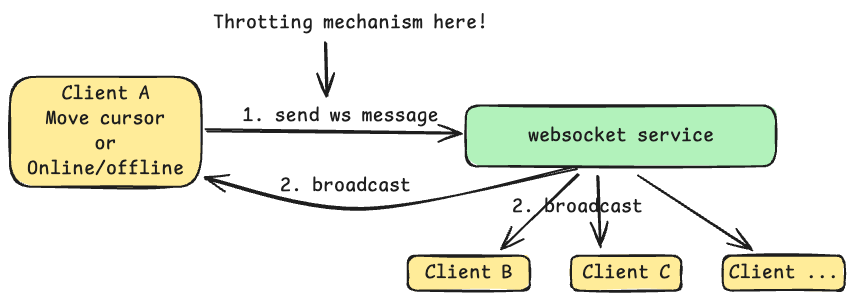 Throtting mechanism here!
Client A
Move cursor
or
Online/offline
1. send ws message
websocket service
2. broadcast
2. broadcast
Client B
Client C
Client ...